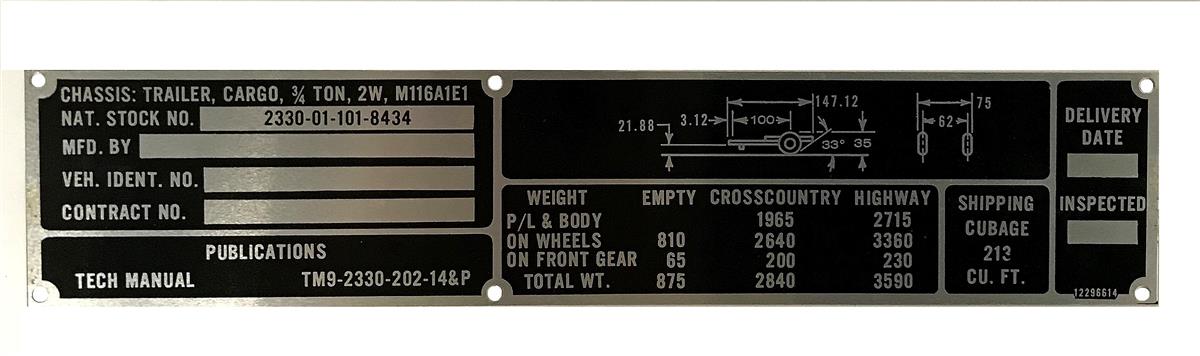 CHASSIS: TRAILER, CARGO, ¾ TON, 2W, M116A1E1
NAT. STOCK NO. 2330-01-101-8434
MFD. BY
VEH. IDENT. NO.
CONTRACT NO.
PUBLICATIONS
TECH MANUAL TM9-2330-202-14&P
147.12
3.12
100
21.88
33°
35
75
62
WEIGHT EMPTY CROSSCOUNTRY HIGHWAY
P/L & BODY 1965 2715
ON WHEELS 810 2640 3360
ON FRONT GEAR 65 200 230
TOTAL WT. 875 2840 3590
SHIPPING
CUBAGE
213
CU. FT.
DELIVERY
DATE
INSPECTED
12296614